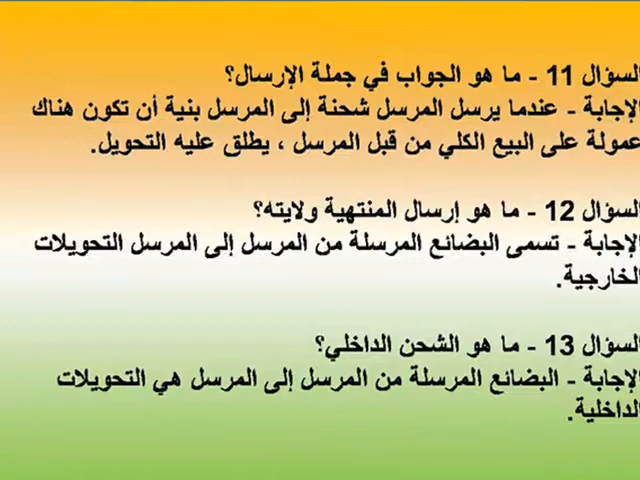 السؤال 11 - ما هو الجواب في جملة الإرسال؟
الإجابة - عندما يرسل المرسل شحنة إلى المرسل بنية أن تكون هناك
عمولة على البيع الكلي من قبل المرسل ، يطلق عليه التحويل.
السؤال 12 - ما هو إرسال المنتهية ولايته؟
الإجابة - تسمى البضائع المرسلة من المرسل إلى المرسل التحويلات
الخارجية.
السؤال 13 - ما هو الشحن الداخلي؟
الإجابة - البضائع المرسلة من المرسل إلى المرسل هي التحويلات
الداخلية.